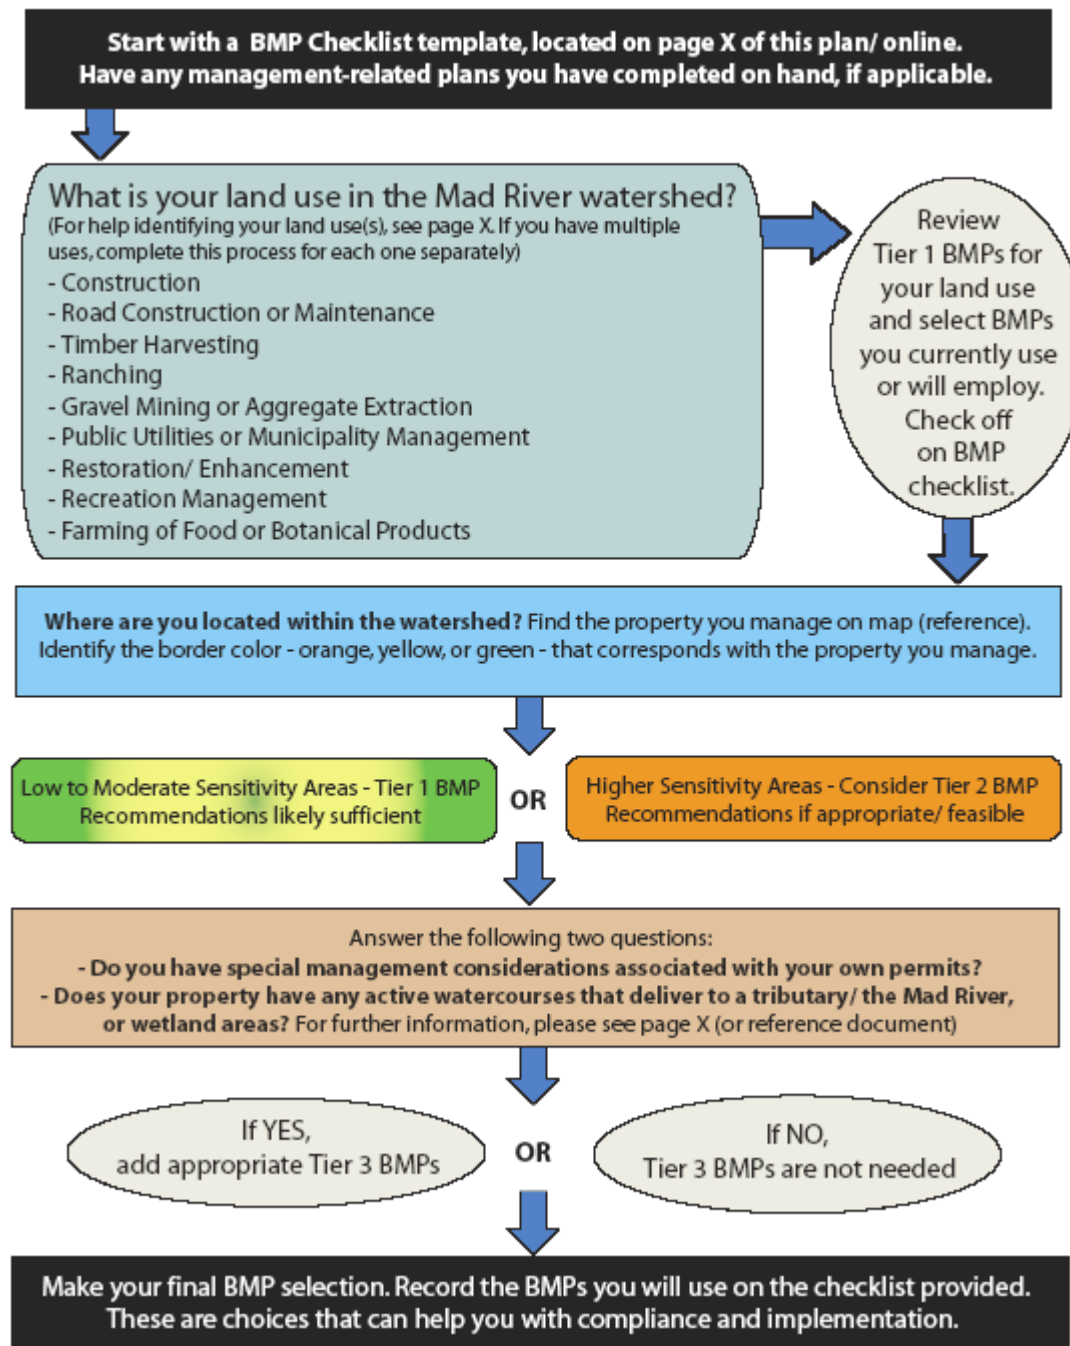 Start with a BMP Checklist template, located on page X of this plan/ online.
Have any management-related plans you have completed on hand, if applicable.
What is your land use in the Mad River watershed?
(For help identifying your land use(s), see page X. If you have multiple
uses, complete this process for each one separately)
- Construction
- Road Construction or Maintenance
- Timber Harvesting
- Ranching
- Gravel Mining or Aggregate Extraction
- Public Utilities or Municipality Management
- Restoration/ Enhancement
- Recreation Management
- Farming of Food or Botanical Products
Review
Tier 1 BMPs for
your land use
and select BMPs
you currently use
or will employ.
Check off
on BMP
checklist.
Where are you located within the watershed? Find the property you manage on map (reference).
Identify the border color - orange, yellow, or green - that corresponds with the property you manage.
Low to Moderate Sensitivity Areas - Tier 1 BMP
Recommendations likely sufficient
OR
Higher Sensitivity Areas - Consider Tier 2 BMP
Recommendations if appropriate/ feasible
Answer the following two questions:
- Do you have special management considerations associated with your own permits?
- Does your property have any active watercourses that deliver to a tributary/ the Mad River,
or wetland areas? For further information, please see page X (or reference document)
If YES,
add appropriate Tier 3 BMPs
OR
If NO,
Tier 3 BMPs are not needed
Make your final BMP selection. Record the BMPs you will use on the checklist provided.
These are choices that can help you with compliance and implementation.